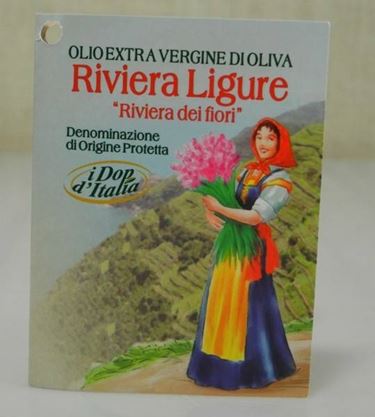 OLIO EXTRA VERGINE DI OLIVA
Riviera Ligure
"Riviera dei fiori"
Denominazione
di Origine Protetta
i Dop
d'Italia